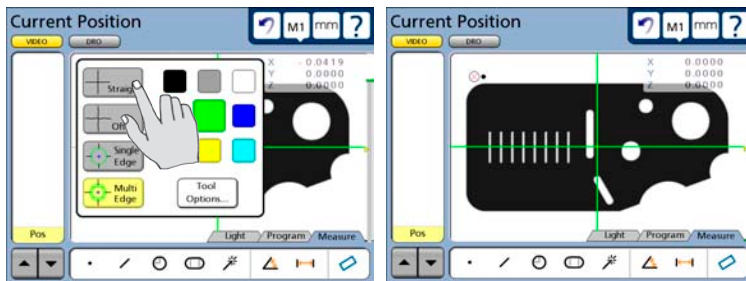 Current Position
M1
mm
?
VIDEO
DRO
X - 0.0419
Y 0.0000
Z 0.0000
Straig
Off
Single
Edge
Multi
Edge
Tool
Options...
Pos
Light
Program
Measure
Current Position
M1
mm
?
VIDEO
DRO
X 0.0000
Y 0.0000
Z 0.0000
Pos
Light
Program
Measure